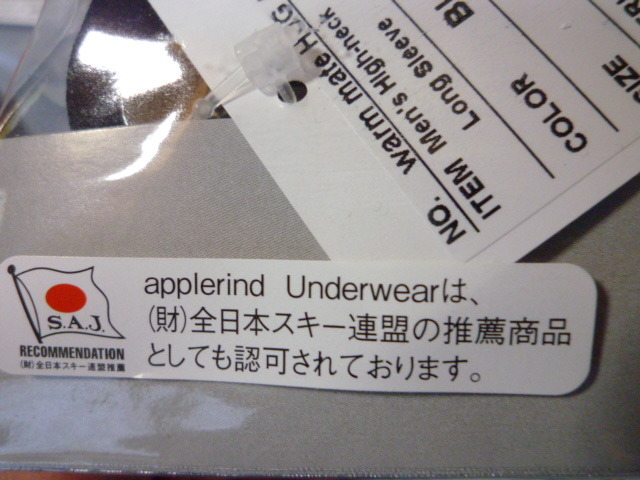 NO. warm mate H.
ITEM Men's High-neck
Long Sleeve
COLOR BL
SIZE
S.A.J.
RECOMMENDATION
(財)全日本スキー連盟推薦
applerind Underwearは、
(財)全日本スキー連盟の推薦商品
としても認可されております。